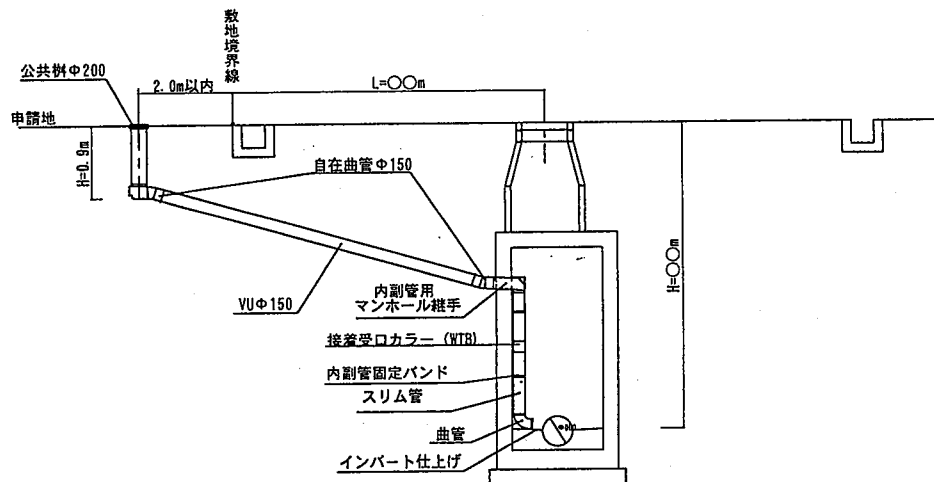 敷地境界線
公共桝Φ200
2.0m以内
L=○○m
申請地
H=0.9m
自在曲管Φ150
H=○○m
内副管用
マンホール継手
VUΦ150
接着受口カラー (WTB)
内副管固定バンド
スリム管
曲管
インバート仕上げ